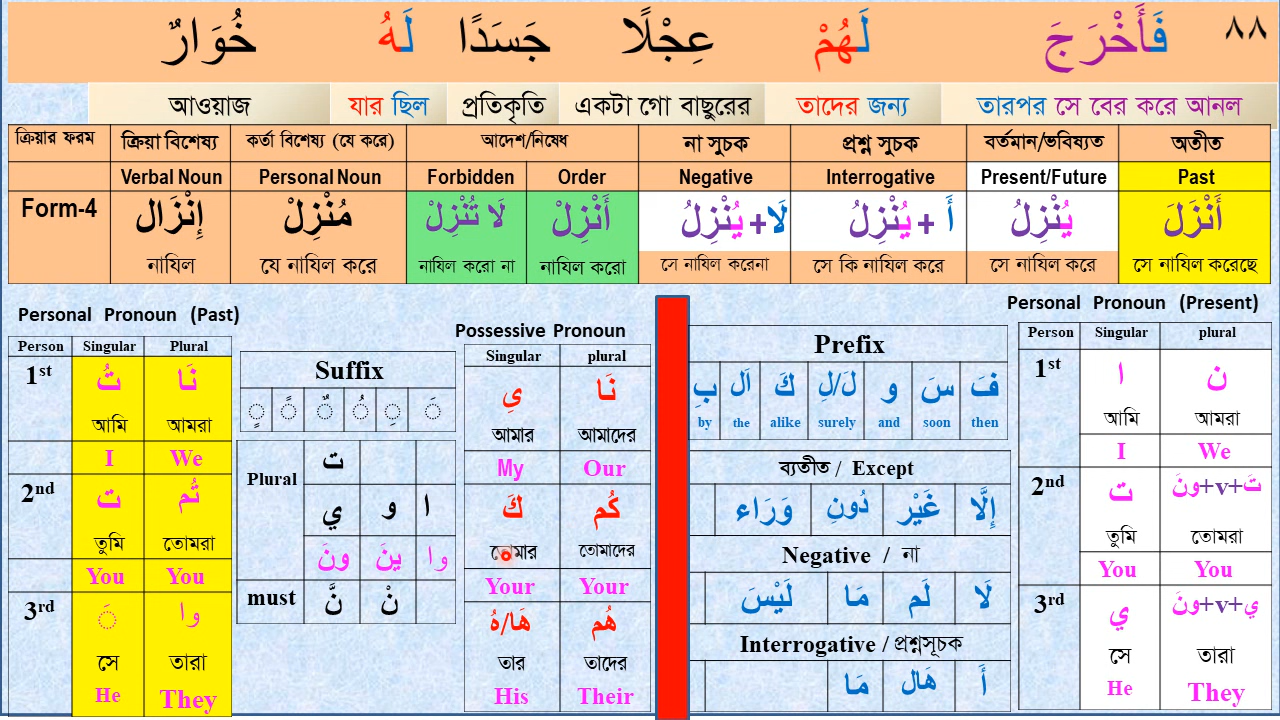 ٨٨ فَأَخْرَجَ لَهُمْ عِجْلًا جَسَدًا لَهُ خُوَارٌ
আওয়াজ যার ছিল প্রতিকৃতি একটা গো বাছুরের তাদের জন্য তারপর সে বের করে আনল
ক্রিয়ার ফরম ক্রিয়া বিশেষ্য কর্তা বিশেষ্য (যে করে) আদেশ/নিষেধ না সূচক প্রশ্ন সূচক বর্তমান/ভবিষ্যত অতীত
Verbal Noun Personal Noun Forbidden Order Negative Interrogative Present/Future Past
Form-4 إِنْزَال مُنْزِلْ لَا تُنْزِلْ أَنْزِلْ لَا+ يُنْزِلُ أَ + يُنْزِلُ يُنْزِلُ أَنْزَلَ
নাযিল যে নাযিল করে নাযিল করো না নাযিল করো সে নাযিল করেনা সে কি নাযিল করে সে নাযিল করে সে নাযিল করেছে
Personal Pronoun (Past)
Person Singular Plural
1st تُ نَا
আমি আমরা
I We
2nd ت تُم
তুমি তোমরা
You You
3rd َ وا
সে তারা
He They
Suffix
ٍ ً ٌ ُ ِ َ
Plural ت
ا و ي
وا ينَ ونَ
must نَّ نْ
Possessive Pronoun
Singular plural
يِ نَا
আমার আমাদের
My Our
كَ كُم
তোমার তোমাদের
Your Your
هَا/هُ هُم
তার তাদের
His Their
Prefix
فَ سَ و لَ/لِ كَ اَل بِ
by the alike surely and soon then
ব্যতীত / Except
إِلَّا غَيْر دُونِ وَرَاء
Negative / না
لَا لَم مَا لَيْسَ
Interrogative / প্রশ্নসূচক
أَ هَال مَا
Personal Pronoun (Present)
Person Singular plural
1st ا ن
আমি আমরা
I We
2nd ت تَ+v+ونَ
তুমি তোমরা
You You
3rd ي ي+v+ونَ
সে তারা
He They